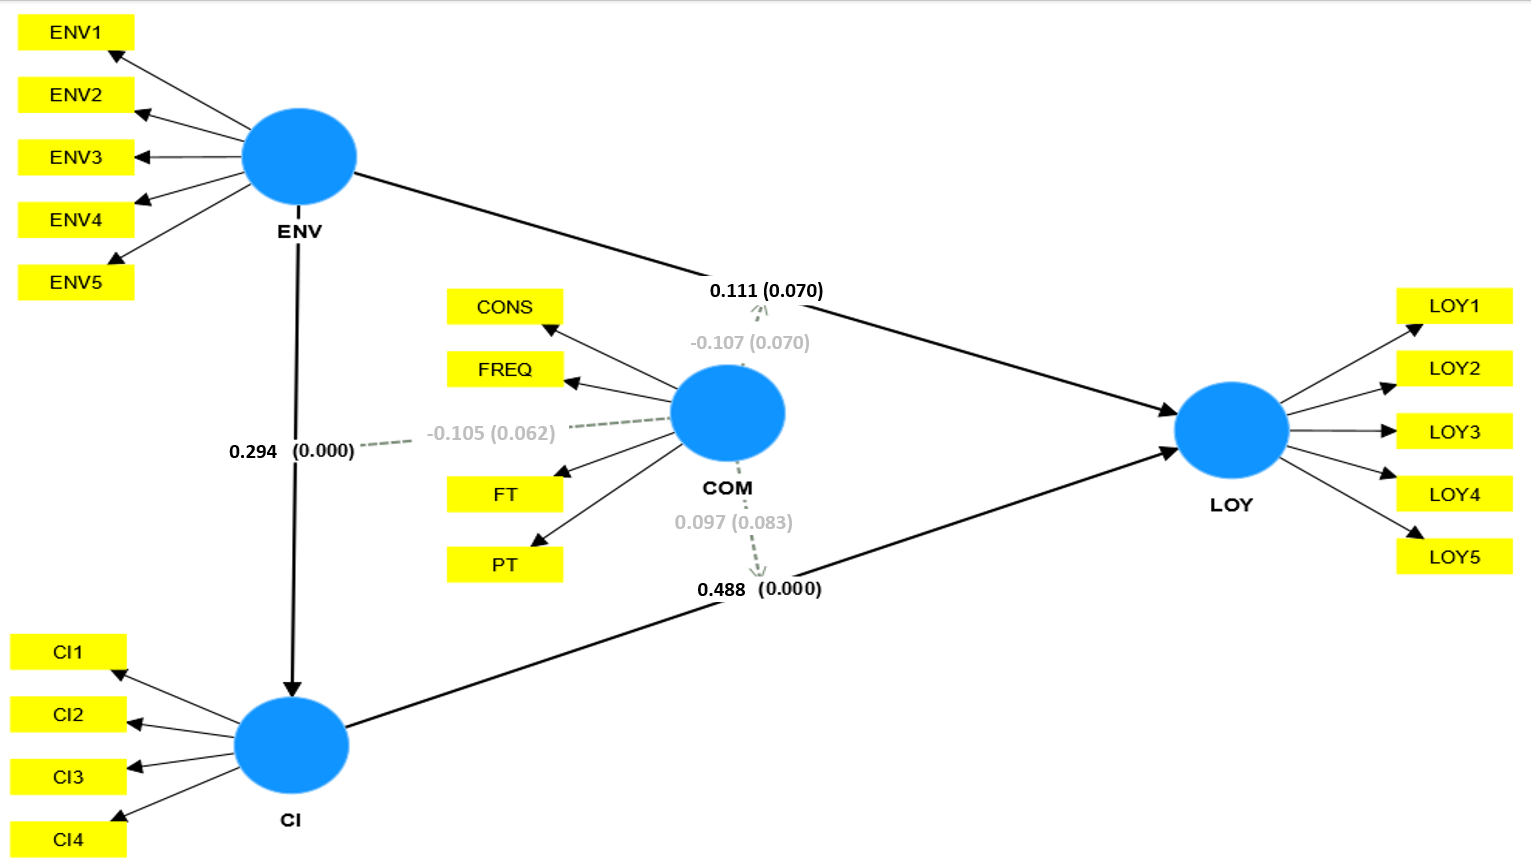 ENV1
ENV2
ENV3
ENV4
ENV5
ENV
0.111 (0.070)
CONS
FREQ
-0.107 (0.070)
-0.105 (0.062)
0.294 (0.000)
FT
PT
COM
0.097 (0.083)
0.488 (0.000)
LOY1
LOY2
LOY3
LOY4
LOY5
LOY
CI1
CI2
CI3
CI4
CI